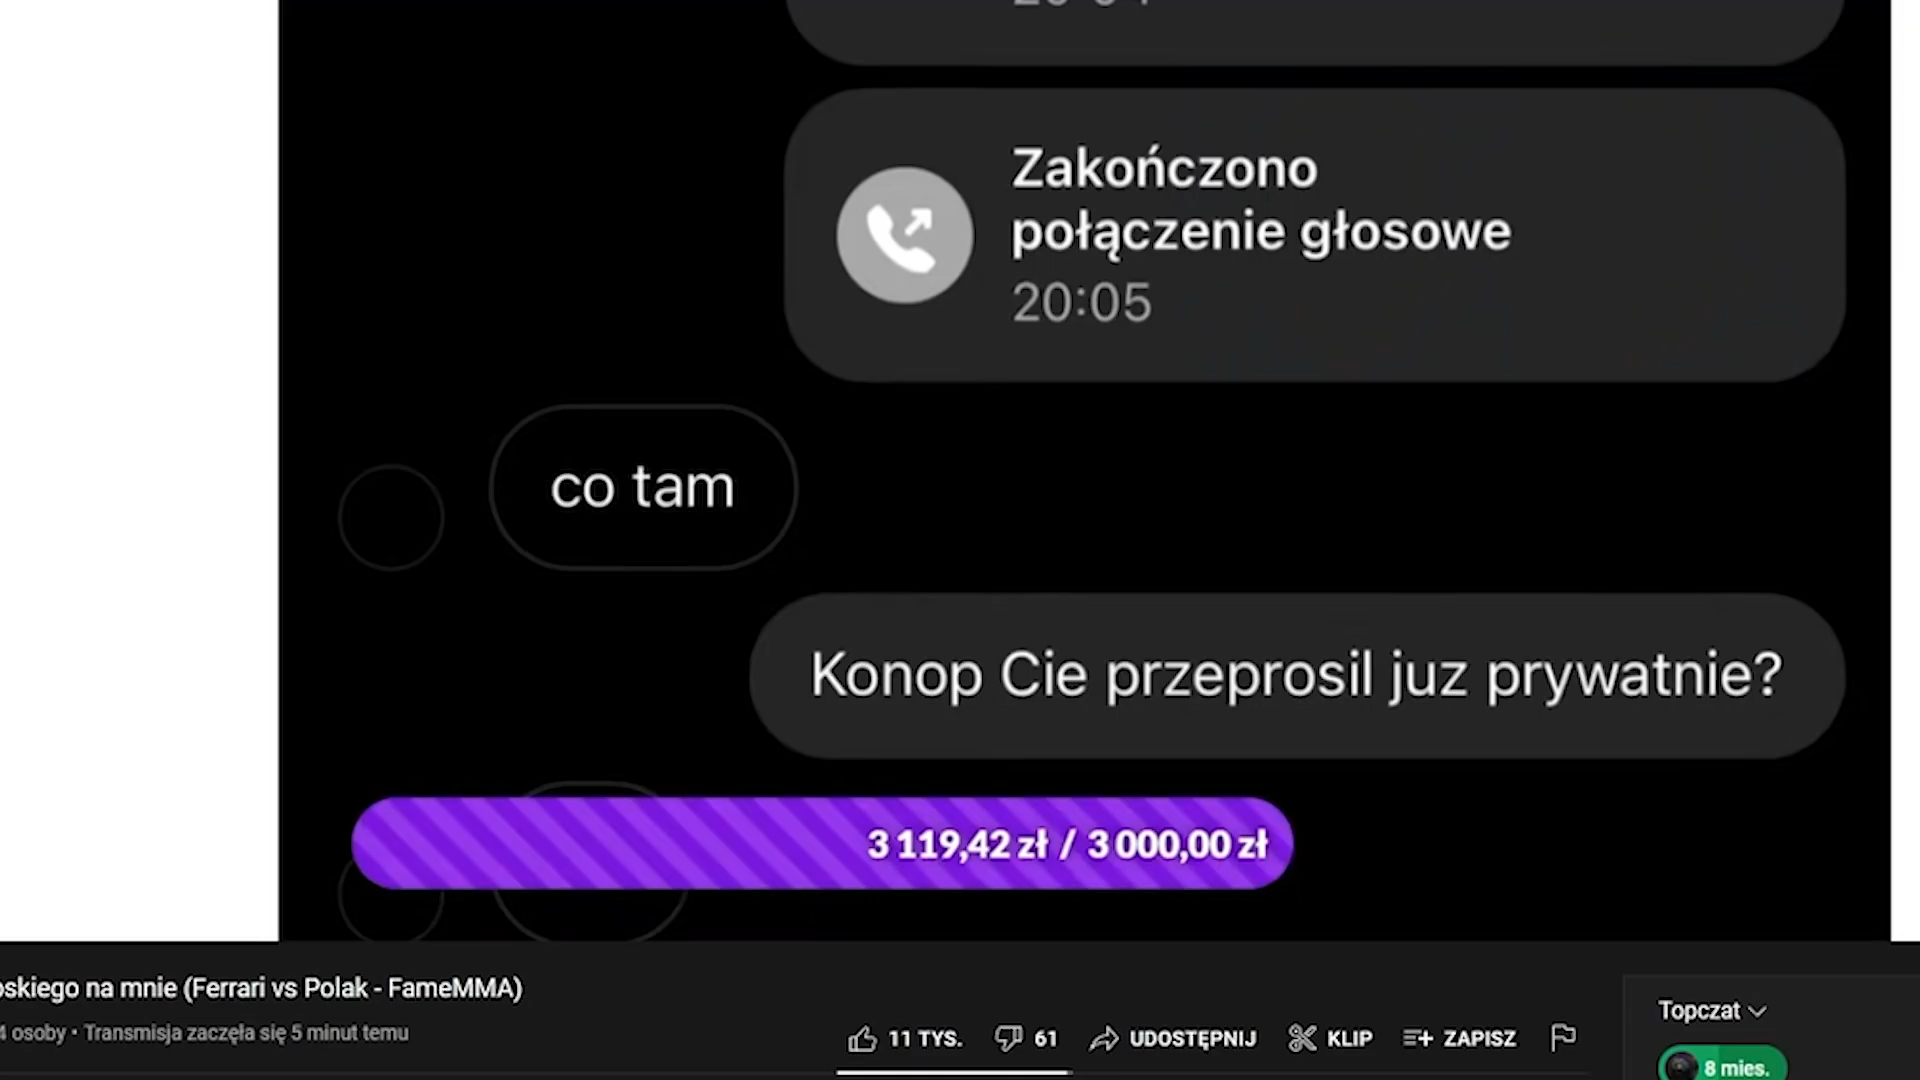 Zakończono
połączenie głosowe
20:05
co tam
Konop Cie przeprosil juz prywatnie?
3 119,42 zł / 3 000,00 zł
na mnie (Ferrari vs Polak - FameMMA)
osoby • Transmisja zaczęła się 5 minut temu
11 TYS.
61
UDOSTĘPNIJ
KLIP
ZAPISZ
Topczat
8 mies.